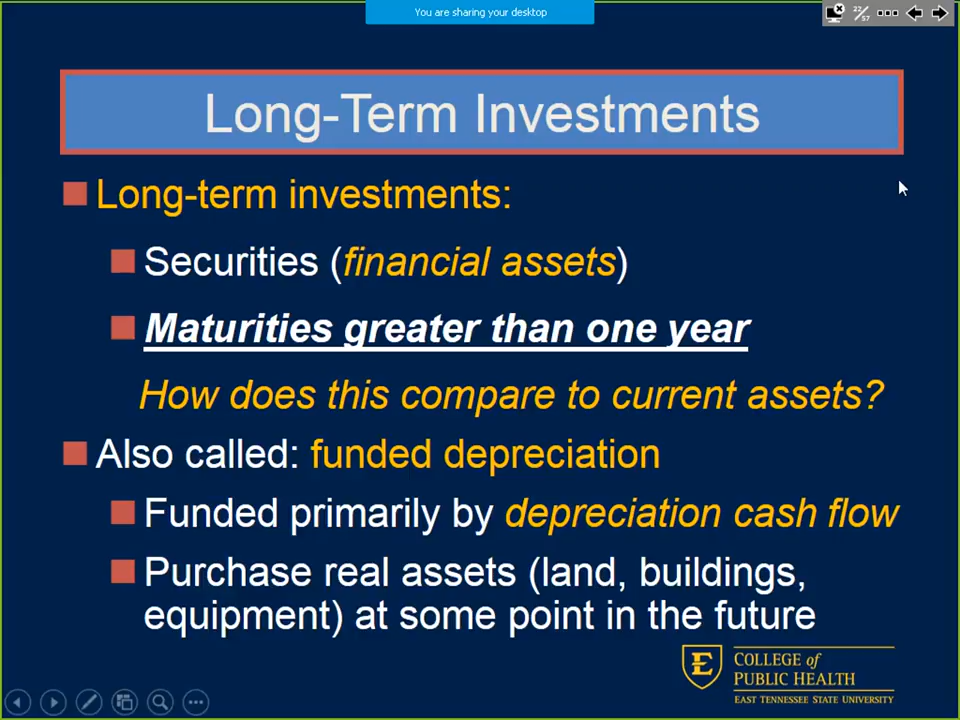 You are sharing your desktop
22/57
Long-Term Investments
Long-term investments:
Securities (financial assets)
Maturities greater than one year
How does this compare to current assets?
Also called: funded depreciation
Funded primarily by depreciation cash flow
Purchase real assets (land, buildings,
equipment) at some point in the future
E
COLLEGE of
PUBLIC HEALTH
EAST TENNESSEE STATE UNIVERSITY